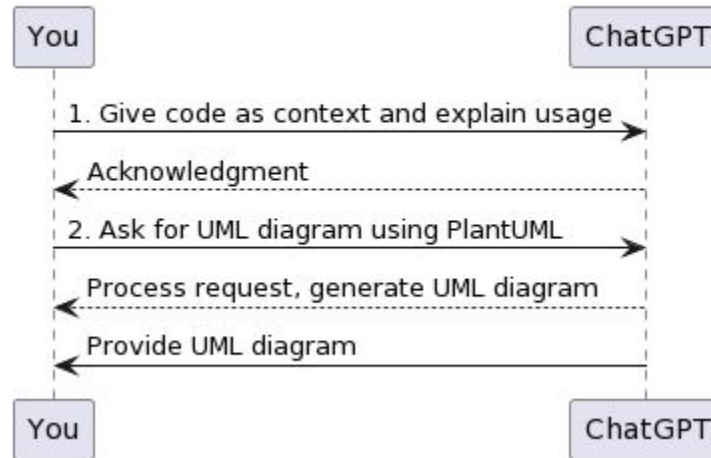 You ChatGPT
1. Give code as context and explain usage
Acknowledgment
2. Ask for UML diagram using PlantUML
Process request, generate UML diagram
Provide UML diagram
You ChatGPT